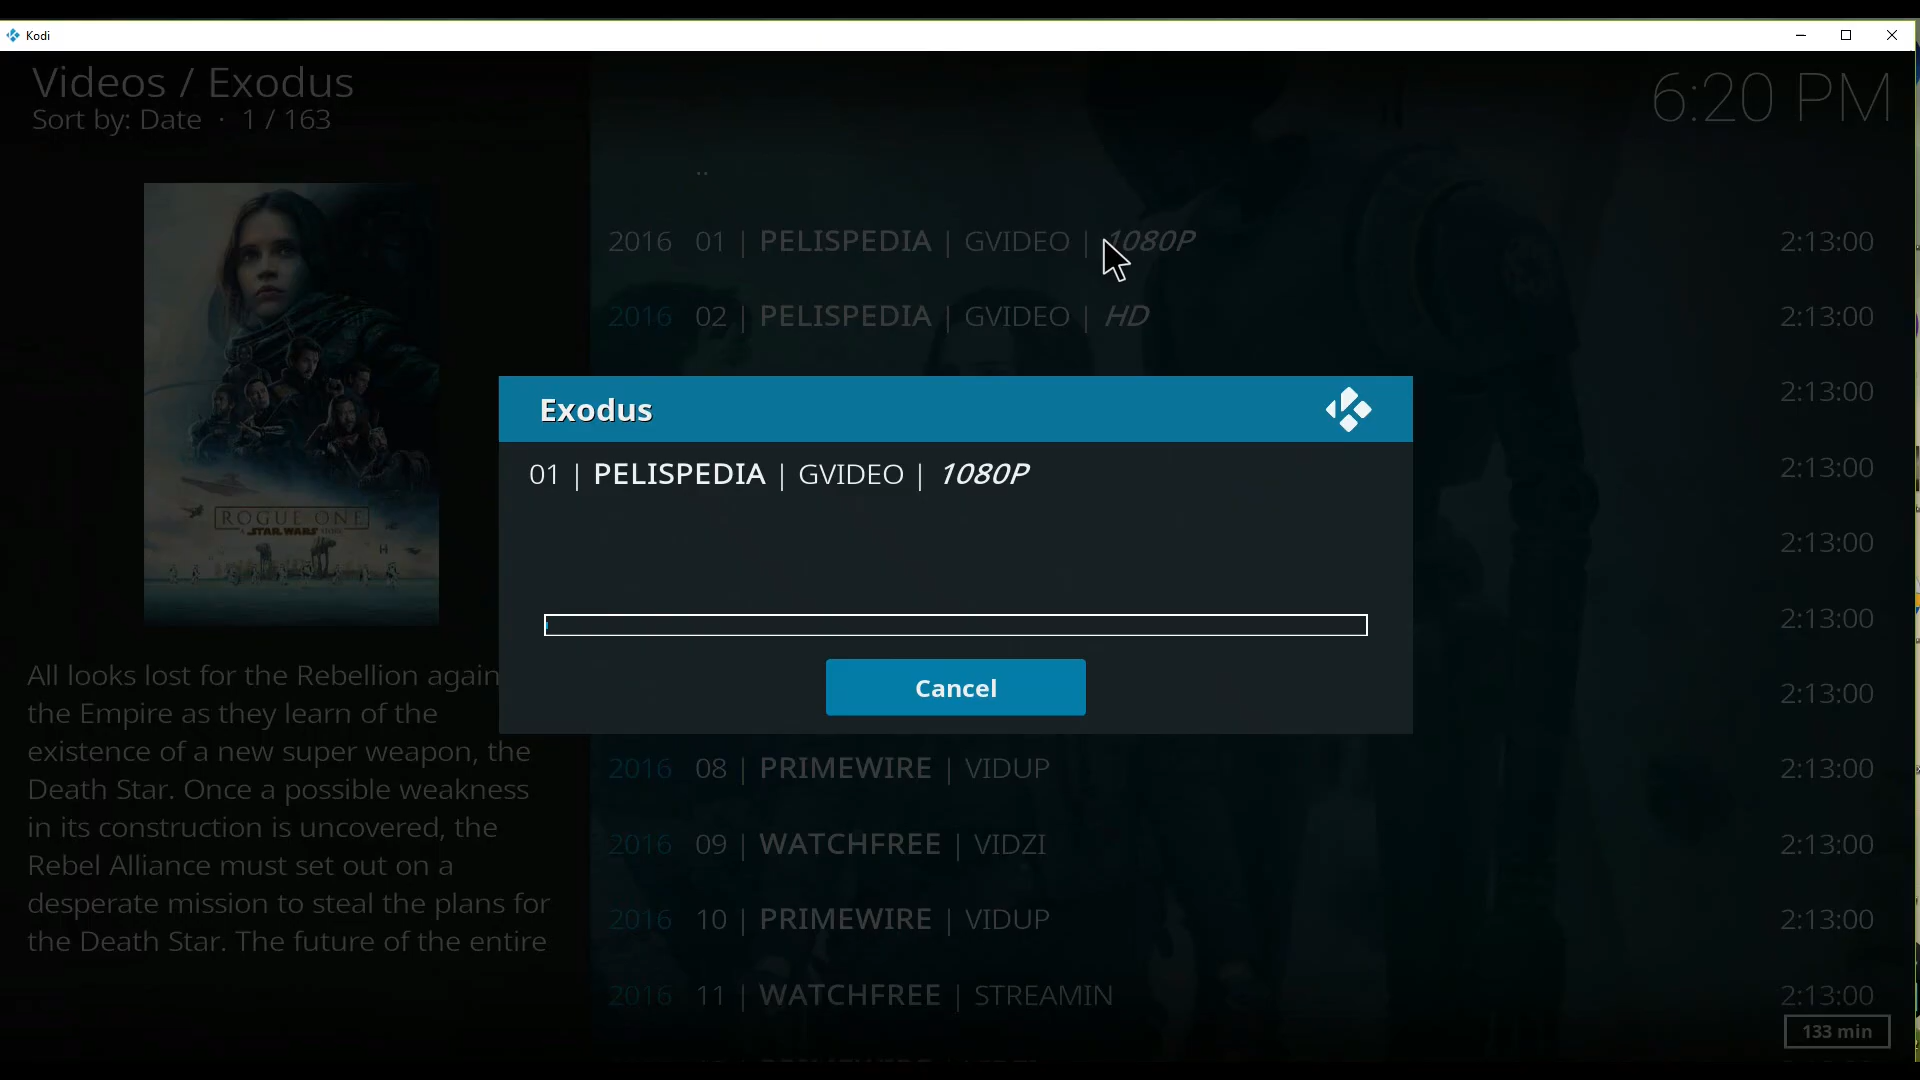 Kodi
Videos / Exodus
Sort by: Date · 1 / 163
6:20 PM
..
2016 01 | PELISPEDIA | GVIDEO | 1080P 2:13:00
2016 02 | PELISPEDIA | GVIDEO | HD 2:13:00
2:13:00
Exodus
2:13:00
01 | PELISPEDIA | GVIDEO | 1080P
2:13:00
2:13:00
Cancel
2:13:00
ROGUE ONE
A STAR WARS STORY
All looks lost for the Rebellion again
the Empire as they learn of the
existence of a new super weapon, the
Death Star. Once a possible weakness
in its construction is uncovered, the
Rebel Alliance must set out on a
desperate mission to steal the plans for
the Death Star. The future of the entire
2016 08 | PRIMEWIRE | VIDUP 2:13:00
2016 09 | WATCHFREE | VIDZI 2:13:00
2016 10 | PRIMEWIRE | VIDUP 2:13:00
2016 11 | WATCHFREE | STREAMIN 2:13:00
133 min